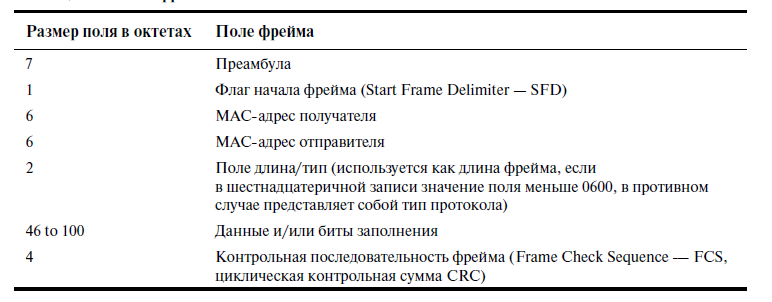 Размер поля в октетах Поле фрейма
7 Преамбула
1 Флаг начала фрейма (Start Frame Delimiter — SFD)
6 МАС-адрес получателя
6 МАС-адрес отправителя
2 Поле длина/тип (используется как длина фрейма, если
в шестнадцатеричной записи значение поля меньше 0600, в противном
случае представляет собой тип протокола)
46 to 100 Данные и/или биты заполнения
4 Контрольная последовательность фрейма (Frame Check Sequence — FCS,
циклическая контрольная сумма CRC)